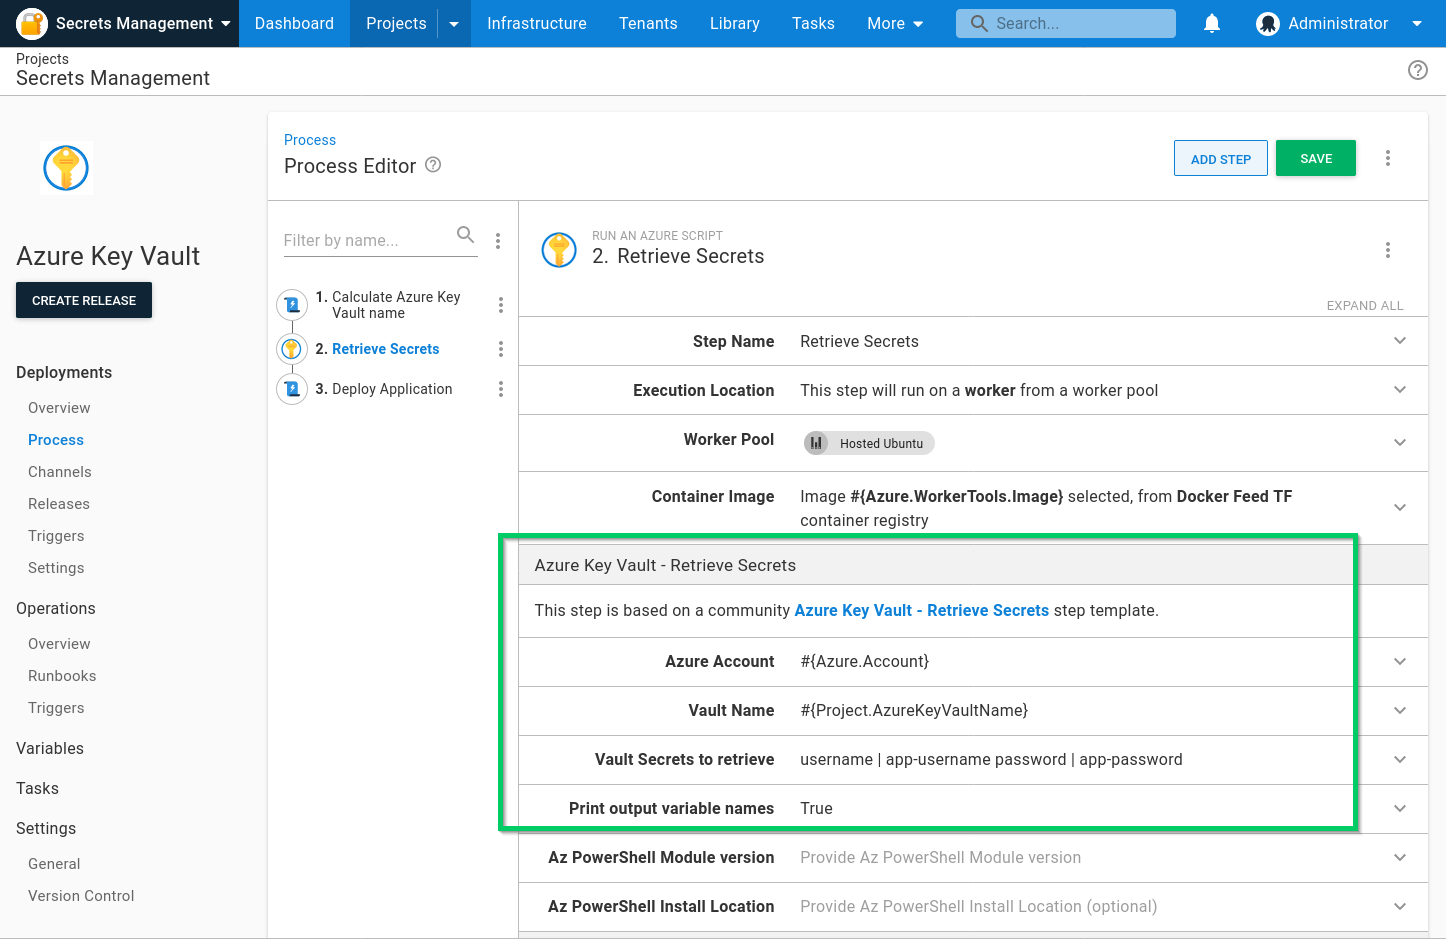 Secrets Management
Dashboard
Projects
Infrastructure
Tenants
Library
Tasks
More
Search...
Administrator
Projects
Secrets Management
Azure Key Vault
CREATE RELEASE
Deployments
Overview
Process
Channels
Releases
Triggers
Settings
Operations
Overview
Runbooks
Triggers
Variables
Tasks
Settings
General
Version Control
Process
Process Editor
ADD STEP
SAVE
Filter by name...
1. Calculate Azure Key
Vault name
2. Retrieve Secrets
3. Deploy Application
RUN AN AZURE SCRIPT
2. Retrieve Secrets
EXPAND ALL
Step Name Retrieve Secrets
Execution Location This step will run on a worker from a worker pool
Worker Pool Hosted Ubuntu
Container Image Image #{Azure.WorkerTools.Image} selected, from Docker Feed TF
container registry
Azure Key Vault - Retrieve Secrets
This step is based on a community Azure Key Vault - Retrieve Secrets step template.
Azure Account #{Azure.Account}
Vault Name #{Project.AzureKeyVaultName}
Vault Secrets to retrieve username | app-username password | app-password
Print output variable names True
Az PowerShell Module version Provide Az PowerShell Module version
Az PowerShell Install Location Provide Az PowerShell Install Location (optional)